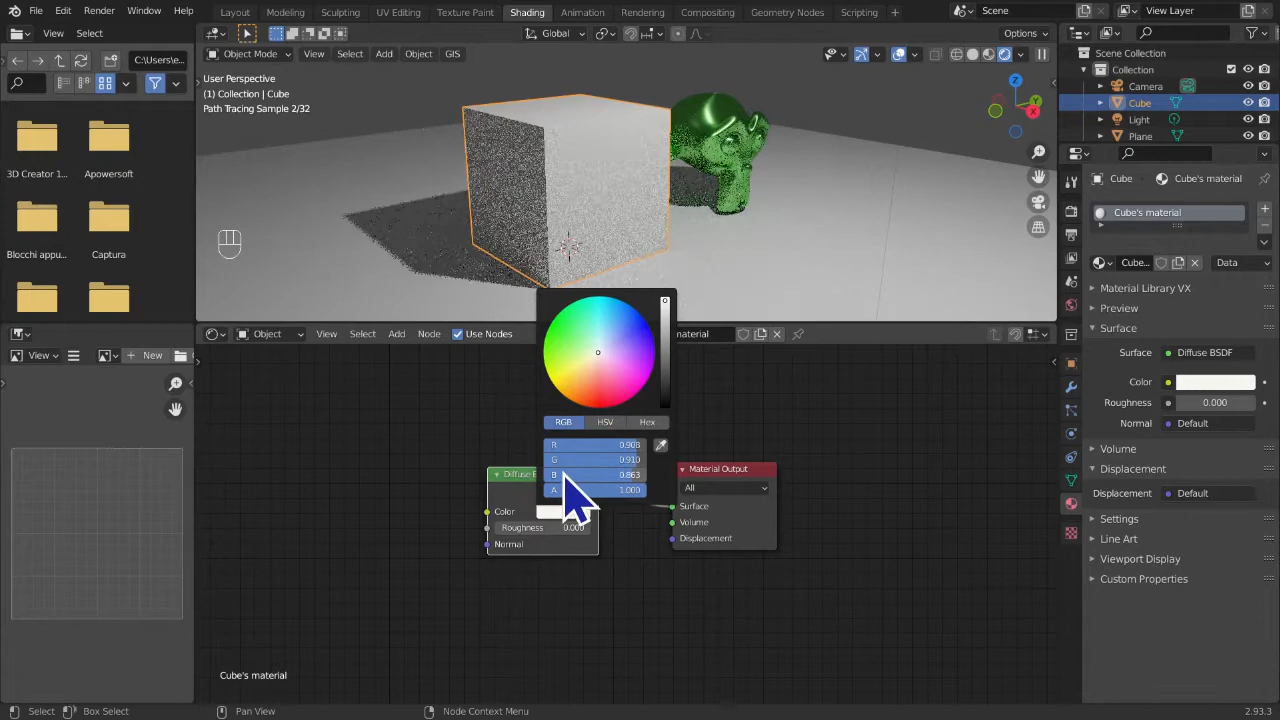 File Edit Render Window Help Layout Modeling Sculpting UV Editing Texture Paint Shading Animation Rendering Compositing Geometry Nodes Scripting + Scene View Layer
View Select Global Options
C:\Users\e...
Object Mode View Select Add Object GIS
User Perspective
(1) Collection | Cube
Path Tracing Sample 2/32
Z
Y
X
Scene Collection
Collection
Camera
Cube
Light
Plane
3D Creator 1...
Apowersoft
Blocchi appu...
Captura
Cube
Cube's material
Cube's material
Cube...
Data
Material Library VX
Preview
Surface
Surface Diffuse BSDF
Color
Roughness 0.000
Normal Default
Volume
Displacement
Displacement Default
Settings
Line Art
Viewport Display
Custom Properties
View New
Object View Select Add Node Use Nodes material
RGB HSV Hex
R 0.908
G 0.910
B 0.863
A 1.000
Diffuse B
Color
Roughness 0.000
Normal
Material Output
All
Surface
Volume
Displacement
Cube's material
Select Box Select Pan View Node Context Menu 2.93.3